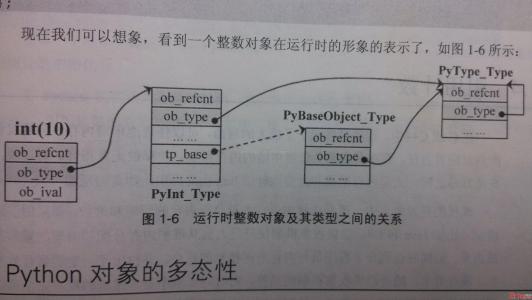 现在我们可以想象，看到一个整数对象在运行时的形象的表示了，如图 1-6 所示：
PyType_Type
ob_refcnt
ob_type
... ...
ob_refcnt
ob_type
... ...
tp_base
... ...
PyInt_Type
PyBaseObject_Type
ob_refcnt
ob_type
... ...
int(10)
ob_refcnt
ob_type
ob_ival
图 1-6 运行时整数对象及其类型之间的关系
Python 对象的多态性